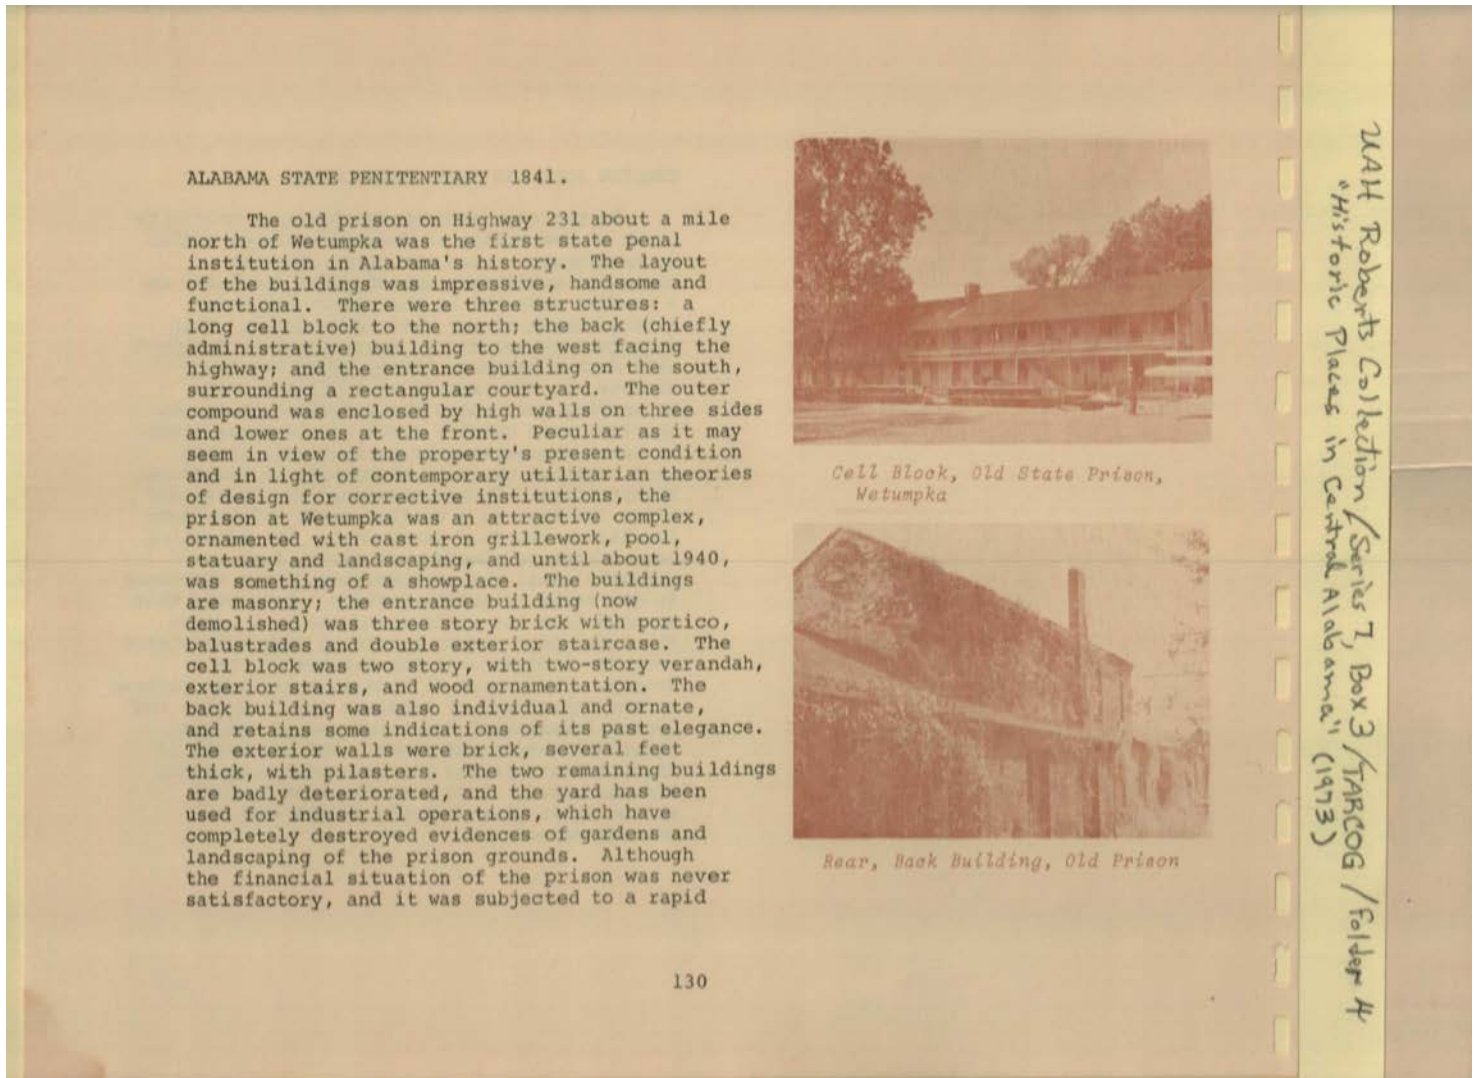 ALABAMA STATE PENITENTIARY 1841.
The old prison on Highway 231 about a mile
north of Wetumpka was the first state penal
institution in Alabama's history. The layout
of the buildings was impressive, handsome and
functional. There were three structures: a
long cell block to the north; the back (chiefly
administrative) building to the west facing the
highway; and the entrance building on the south,
surrounding a rectangular courtyard. The outer
compound was enclosed by high walls on three sides
and lower ones at the front. Peculiar as it may
seem in view of the property's present condition
and in light of contemporary utilitarian theories
of design for corrective institutions, the
prison at Wetumpka was an attractive complex,
ornamented with cast iron grillework, pool,
statuary and landscaping, and until about 1940,
was something of a showplace. The buildings
are masonry; the entrance building (now
demolished) was three story brick with portico,
balustrades and double exterior staircase. The
cell block was two story, with two-story verandah,
exterior stairs, and wood ornamentation. The
back building was also individual and ornate,
and retains some indications of its past elegance.
The exterior walls were brick, several feet
thick, with pilasters. The two remaining buildings
are badly deteriorated, and the yard has been
used for industrial operations, which have
completely destroyed evidences of gardens and
landscaping of the prison grounds. Although
the financial situation of the prison was never
satisfactory, and it was subjected to a rapid
Cell Block, Old State Prison,
Wetumpka
Rear, Back Building, Old Prison
130
UAH Roberts Collection/Series 7, Box 3/TARCOG/Folder 4
"Historic Places in Central Alabama" (1973)